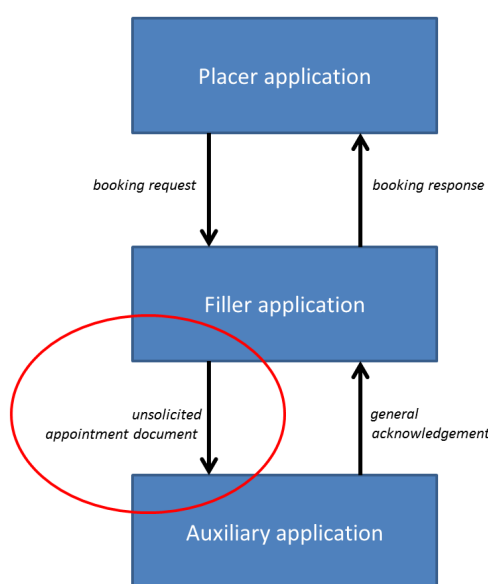 Placer application
booking request
booking response
Filler application
unsolicited
appointment document
general
acknowledgement
Auxiliary application